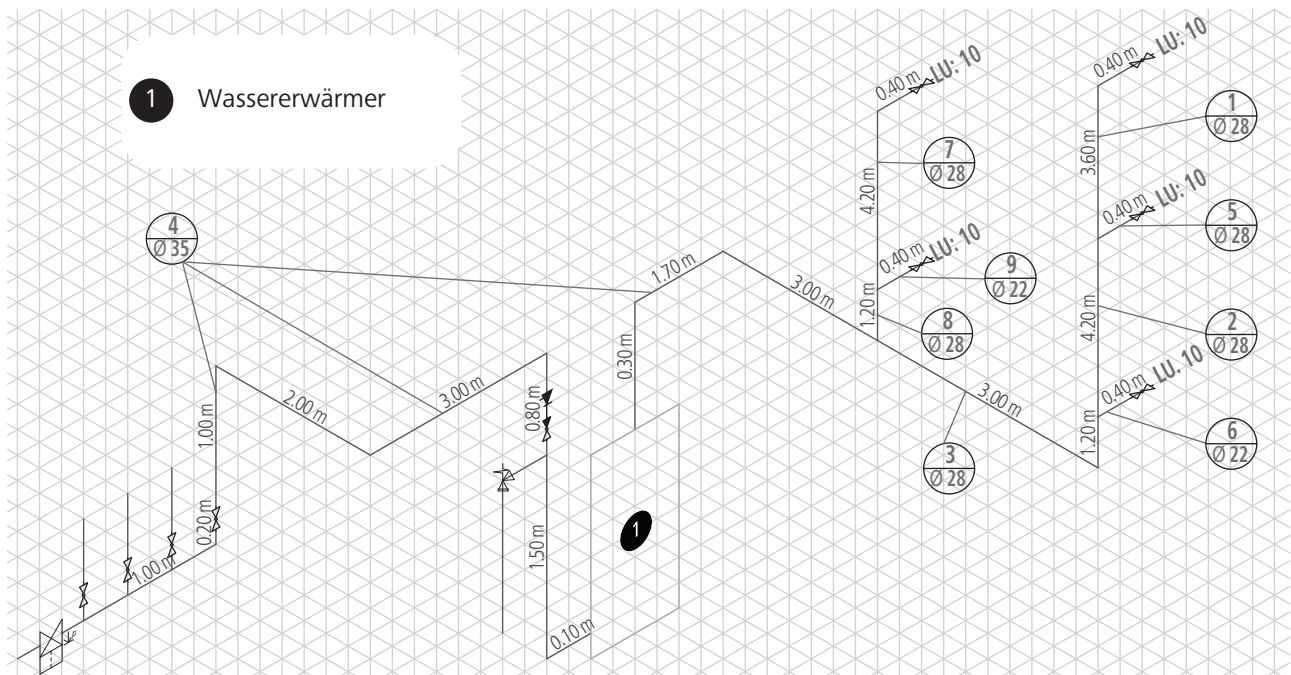 1 Wassererwärmer
0.40 m LU: 10
0.40 m LU: 10
1
Ø 28
7
Ø 28
3.60 m
4.20 m
0.40 m LU: 10
5
Ø 28
4
Ø 35
0.40 m LU: 10
9
Ø 22
1.70 m
3.00 m
1.20 m
8
Ø 28
4.20 m
2
Ø 28
0.30 m
2.00 m
3.00 m
0.80 m
3.00 m
0.40 m LU. 10
1.00 m
1.20 m
6
Ø 22
3
Ø 28
0.20 m
1.50 m
1
1.00 m
0.10 m
P